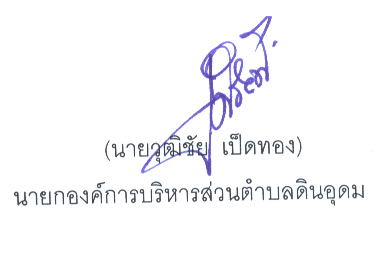 (นายวุฒิชัย เป็ดทอง)
นายกองค์การบริหารส่วนตำบลดินอุดม